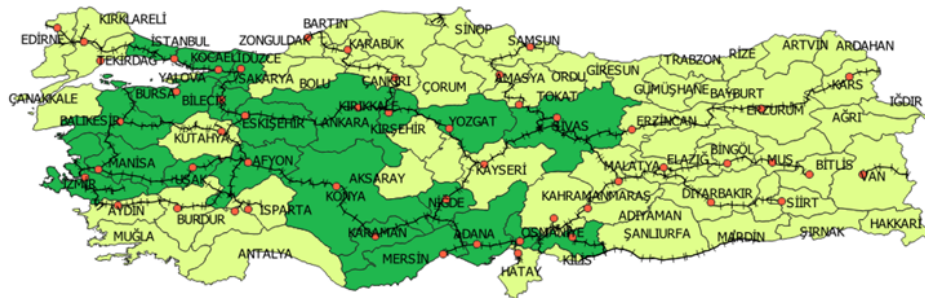 KIRKLARELİ
EDİRNE
TEKİRDAĞ
İSTANBUL
KOCAELİ
YALOVA
SAKARYA
DÜZCE
ZONGULDAK
BARTIN
KARABÜK
BOLU
ÇANKIRI
SİNOP
SAMSUN
ÇORUM
AMASYA
ORDU
GİRESUN
TOKAT
TRABZON
RİZE
ARTVIN
ARDAHAN
GÜMÜŞHANE
BAYBURT
KARS
ERZURUM
AĞRI
IĞDIR
ÇANAKKALE
BALIKESİR
BURSA
BİLECİK
KÜTAHYA
ESKİŞEHİR
ANKARA
KIRIKKALE
KIRŞEHİR
YOZGAT
SİVAS
ERZİNCAN
MANİSA
İZMİR
UŞAK
AFYON
AKSARAY
KAYSERİ
MALATYA
ELAZIĞ
BİNGÖL
MUŞ
BİTLİS
VAN
AYDIN
BURDUR
ISPARTA
KONYA
NİĞDE
KAHRAMANMARAŞ
ADIYAMAN
DİYARBAKIR
SİİRT
HAKKARİ
MUĞLA
ANTALYA
KARAMAN
MERSİN
ADANA
OSMANİYE
HATAY
KİLİS
ŞANLIURFA
MARDİN
ŞIRNAK